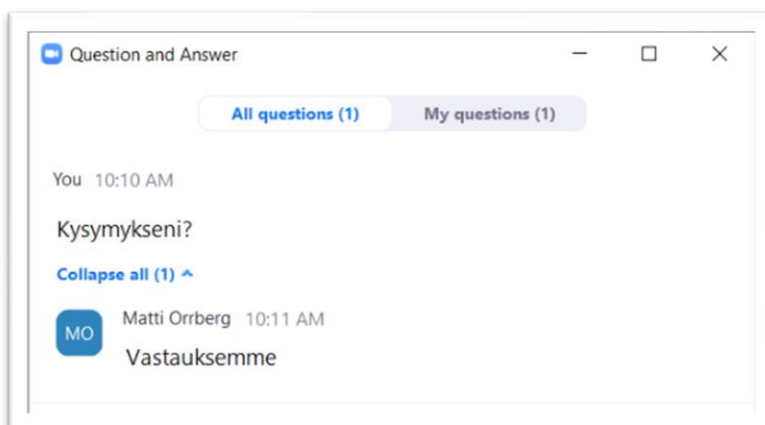 Question and Answer
All questions (1) My questions (1)
You 10:10 AM
Kysymykseni?
Collapse all (1)
MO
Matti Orrberg 10:11 AM
Vastauksemme